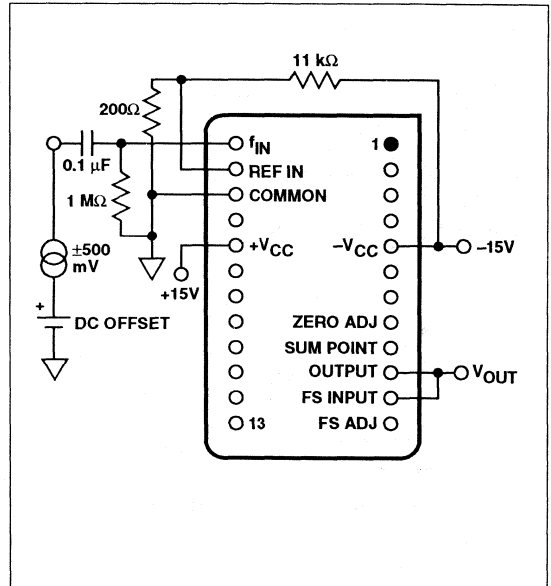 11 kΩ
200Ω
0.1 µF
1 MΩ
fIN
1
REF IN
COMMON
+VCC
–VCC
–15V
+15V
±500
mV
+
DC OFFSET
ZERO ADJ
SUM POINT
OUTPUT
VOUT
FS INPUT
13
FS ADJ